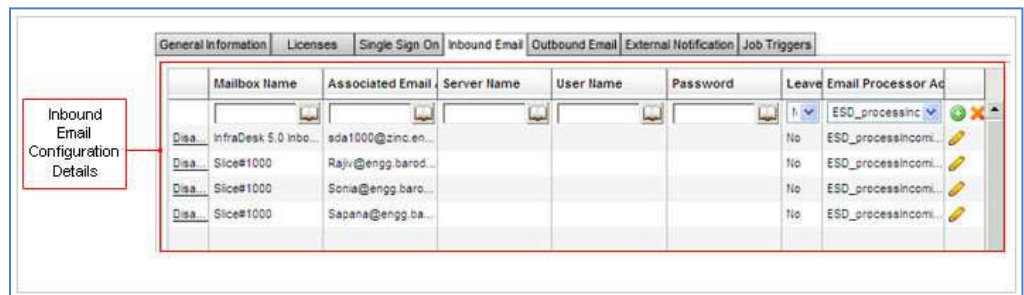 General Information Licenses Single Sign On Inbound Email Outbound Email External Notification Job Triggers
Mailbox Name Associated Email Server Name User Name Password Leave Email Processor Ad
Inbound
Email
Configuration
Details
ESD_processInc
Disa... InfraDesk 5.0 Inbo... sda1000@zinc.en... No ESD_processIncomi...
Disa... Slice#1000 Rajiv@engg.barod... No ESD_processIncomi...
Disa... Slice#1000 Sonia@engg.baro... No ESD_processIncomi...
Disa... Slice#1000 Sapana@engg.ba... No ESD_processIncomi...